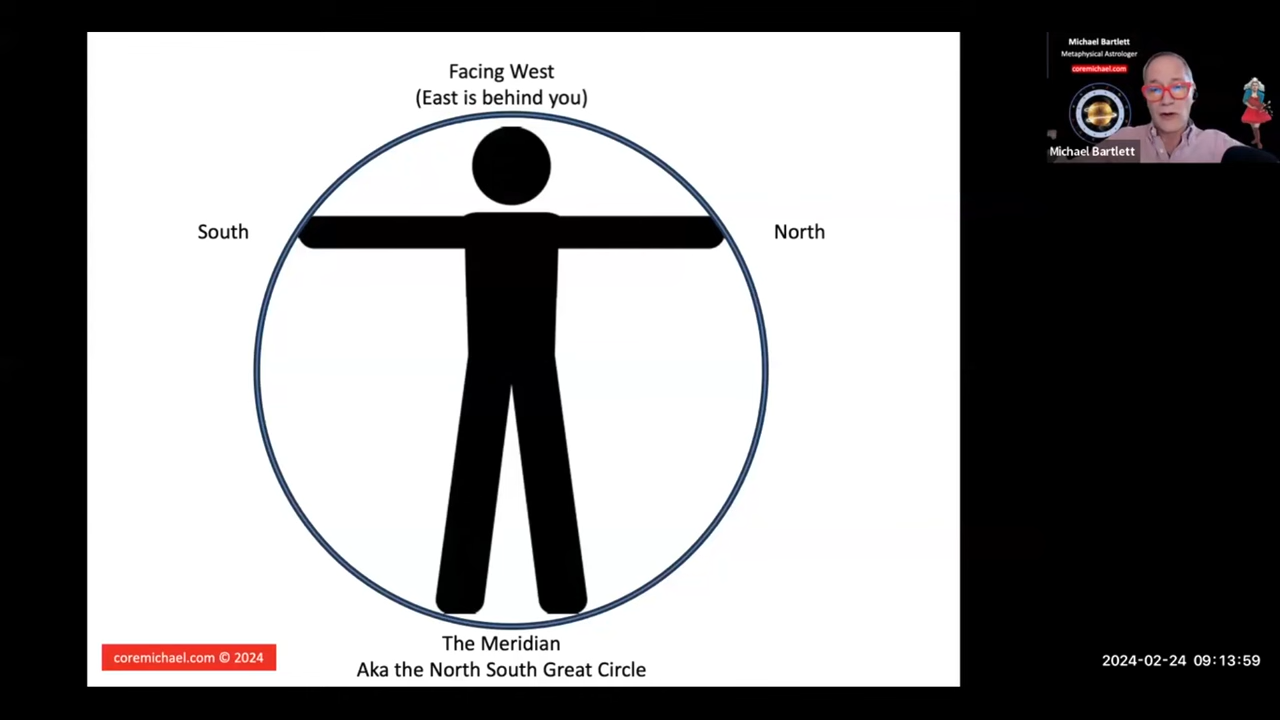 Facing West
(East is behind you)
South
North
The Meridian
Aka the North South Great Circle
coremichael.com © 2024
Michael Bartlett
Metaphysical Astrologer
coremichael.com
Michael Bartlett
2024-02-24 09:13:59